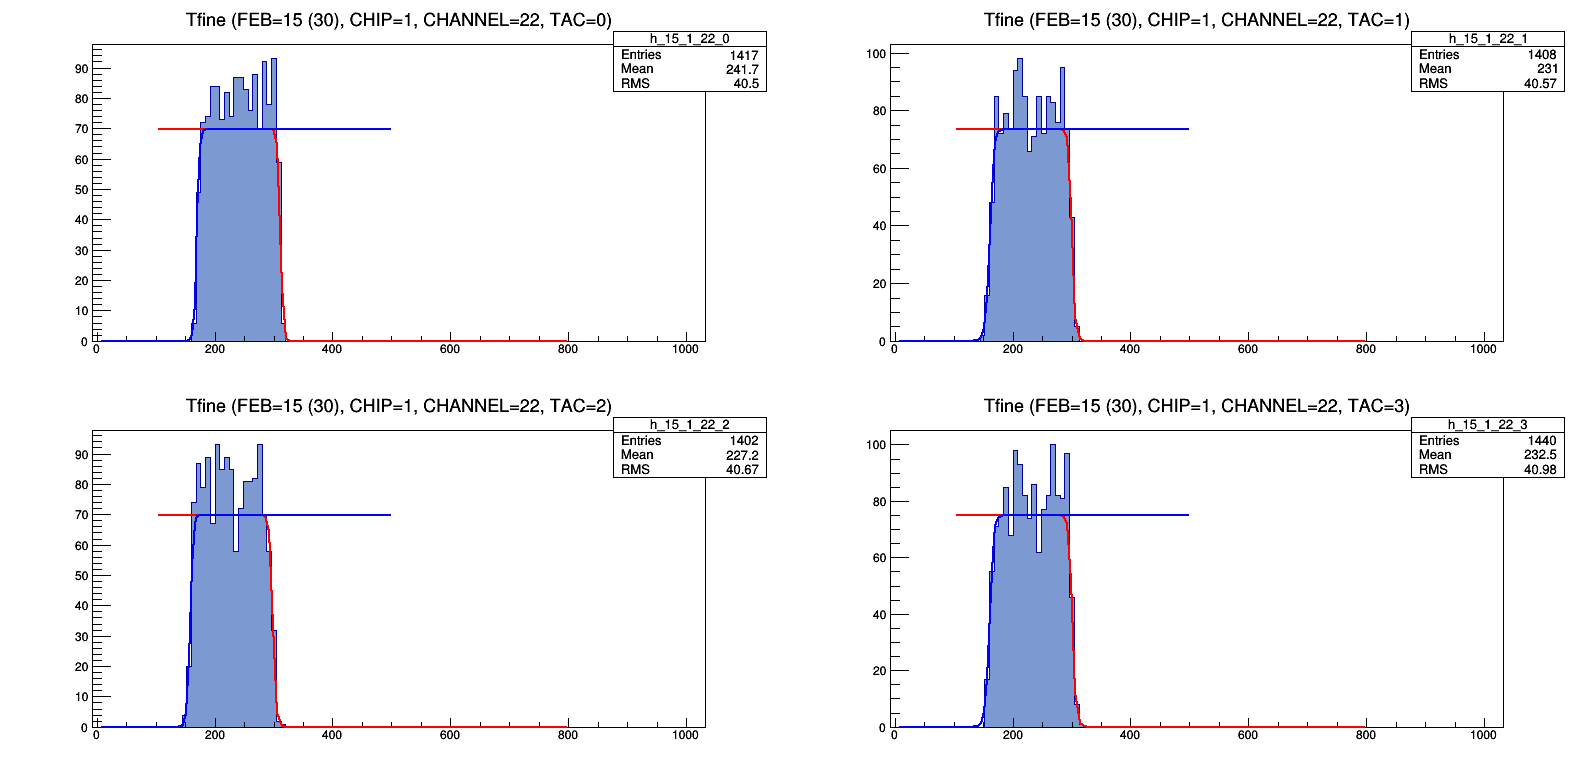 Tfine (FEB=15 (30), CHIP=1, CHANNEL=22, TAC=0)
h_15_1_22_0
Entries 1417
Mean 241.7
RMS 40.5
90
80
70
60
50
40
30
20
10
0
0 200 400 600 800 1000
Tfine (FEB=15 (30), CHIP=1, CHANNEL=22, TAC=1)
h_15_1_22_1
Entries 1408
Mean 231
RMS 40.57
100
80
60
40
20
0
0 200 400 600 800 1000
Tfine (FEB=15 (30), CHIP=1, CHANNEL=22, TAC=2)
h_15_1_22_2
Entries 1402
Mean 227.2
RMS 40.67
90
80
70
60
50
40
30
20
10
0
0 200 400 600 800 1000
Tfine (FEB=15 (30), CHIP=1, CHANNEL=22, TAC=3)
h_15_1_22_3
Entries 1440
Mean 232.5
RMS 40.98
100
80
60
40
20
0
0 200 400 600 800 1000